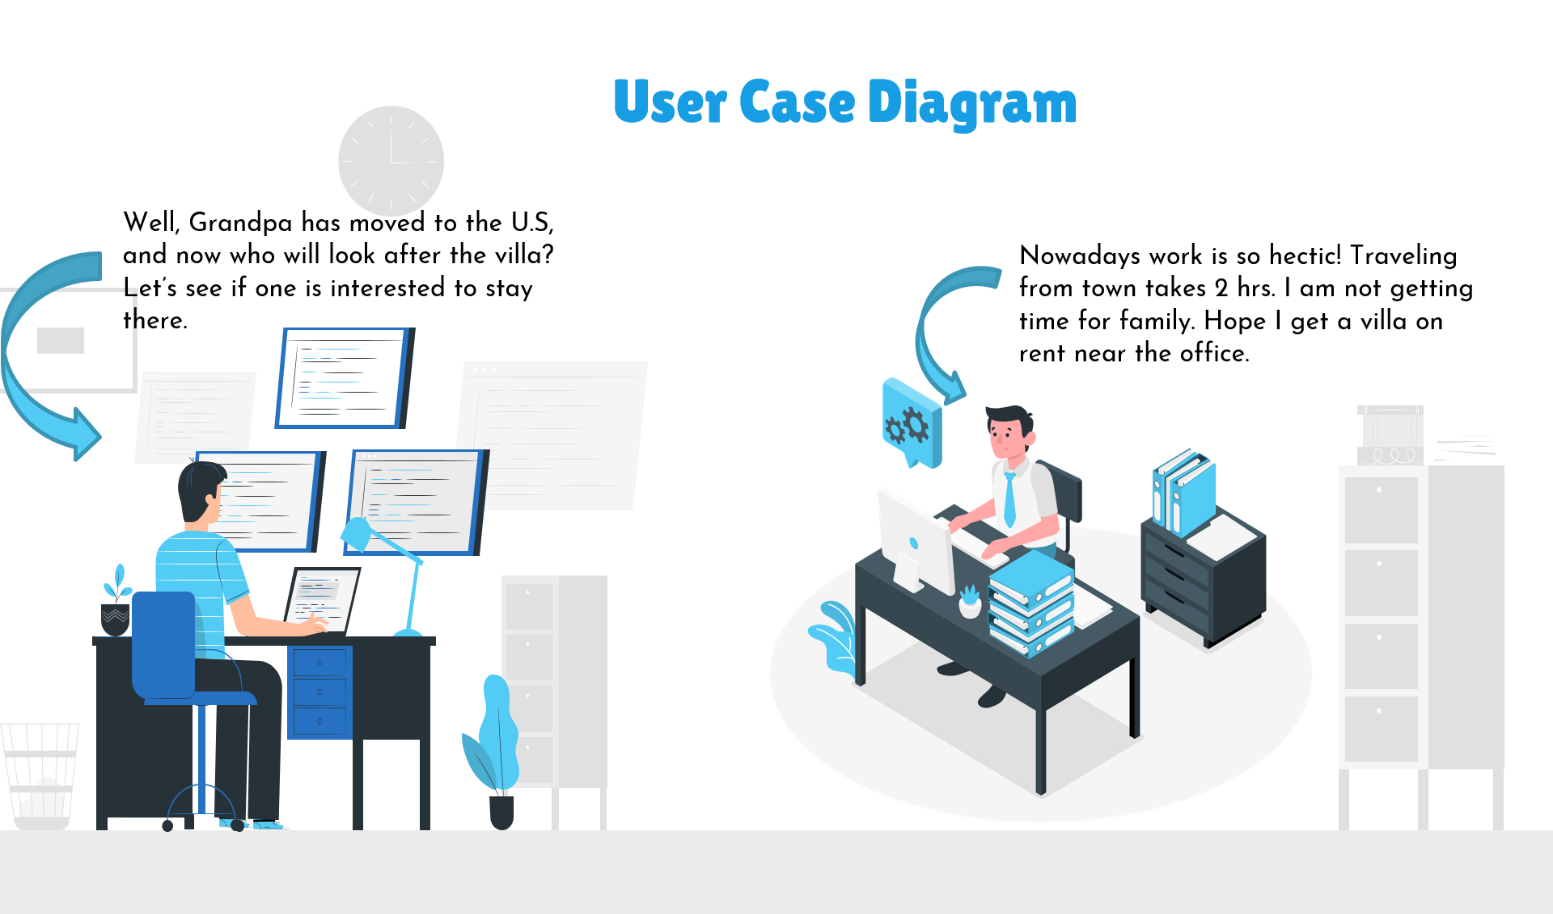 User Case Diagram
Well, Grandpa has moved to the U.S,
and now who will look after the villa?
Let's see if one is interested to stay
there.
Nowadays work is so hectic! Traveling
from town takes 2 hrs. I am not getting
time for family. Hope I get a villa on
rent near the office.